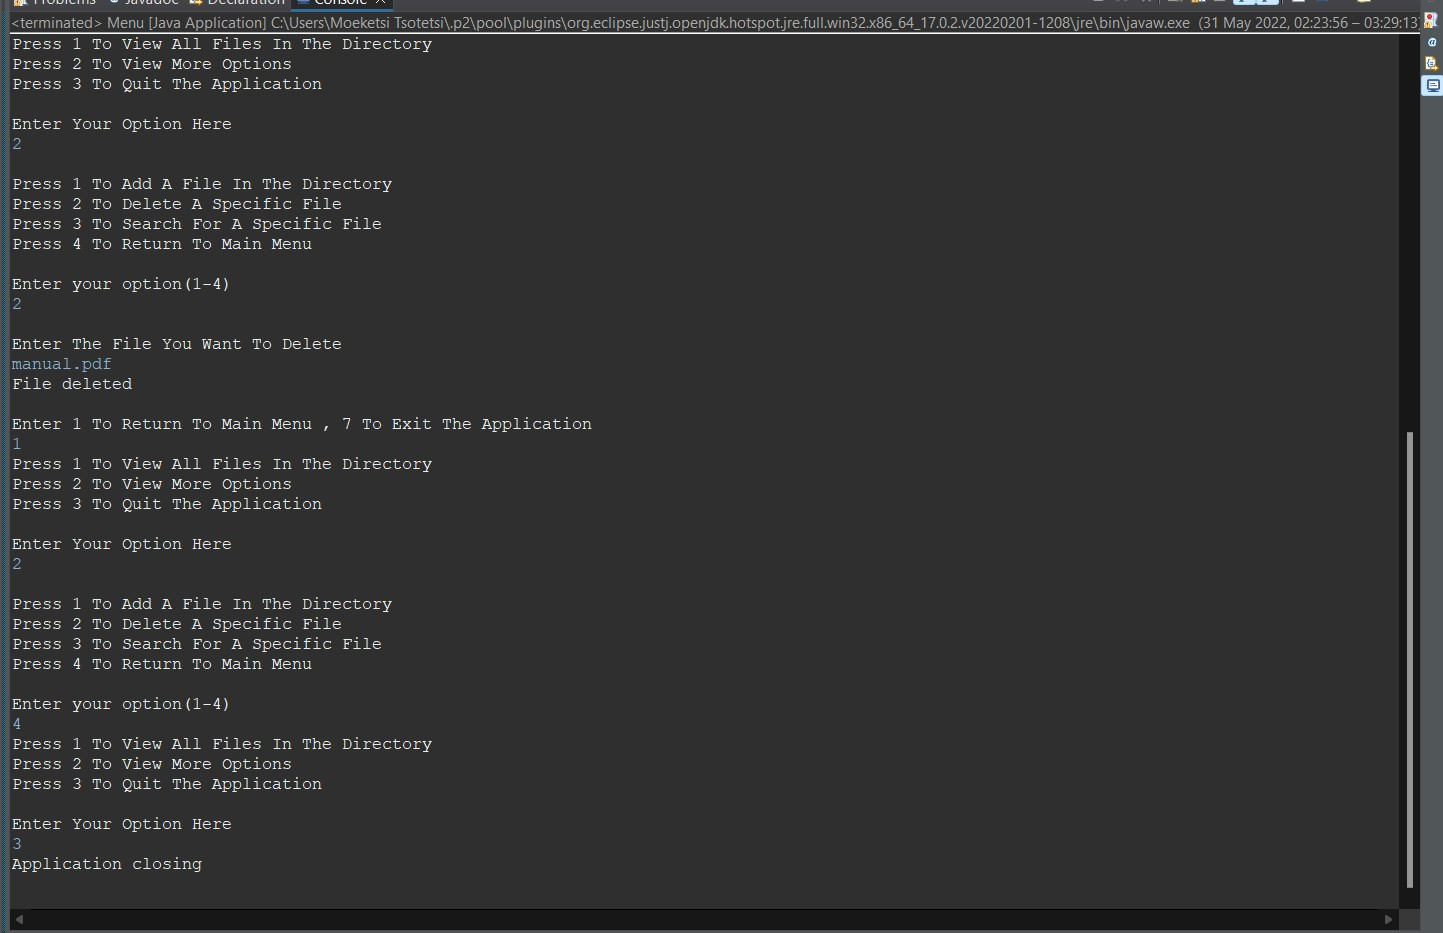 Problems Javadoc Declaration Console
<terminated> Menu [Java Application] C:\Users\Moeketsi Tsotetsi\.p2\pool\plugins\org.eclipse.justj.openjdk.hotspot.jre.full.win32.x86_64_17.0.2.v20220201-1208\jre\bin\javaw.exe (31 May 2022, 02:23:56 – 03:29:13
Press 1 To View All Files In The Directory
Press 2 To View More Options
Press 3 To Quit The Application
Enter Your Option Here
2
Press 1 To Add A File In The Directory
Press 2 To Delete A Specific File
Press 3 To Search For A Specific File
Press 4 To Return To Main Menu
Enter your option(1-4)
2
Enter The File You Want To Delete
manual.pdf
File deleted
Enter 1 To Return To Main Menu , 7 To Exit The Application
1
Press 1 To View All Files In The Directory
Press 2 To View More Options
Press 3 To Quit The Application
Enter Your Option Here
2
Press 1 To Add A File In The Directory
Press 2 To Delete A Specific File
Press 3 To Search For A Specific File
Press 4 To Return To Main Menu
Enter your option(1-4)
4
Press 1 To View All Files In The Directory
Press 2 To View More Options
Press 3 To Quit The Application
Enter Your Option Here
3
Application closing